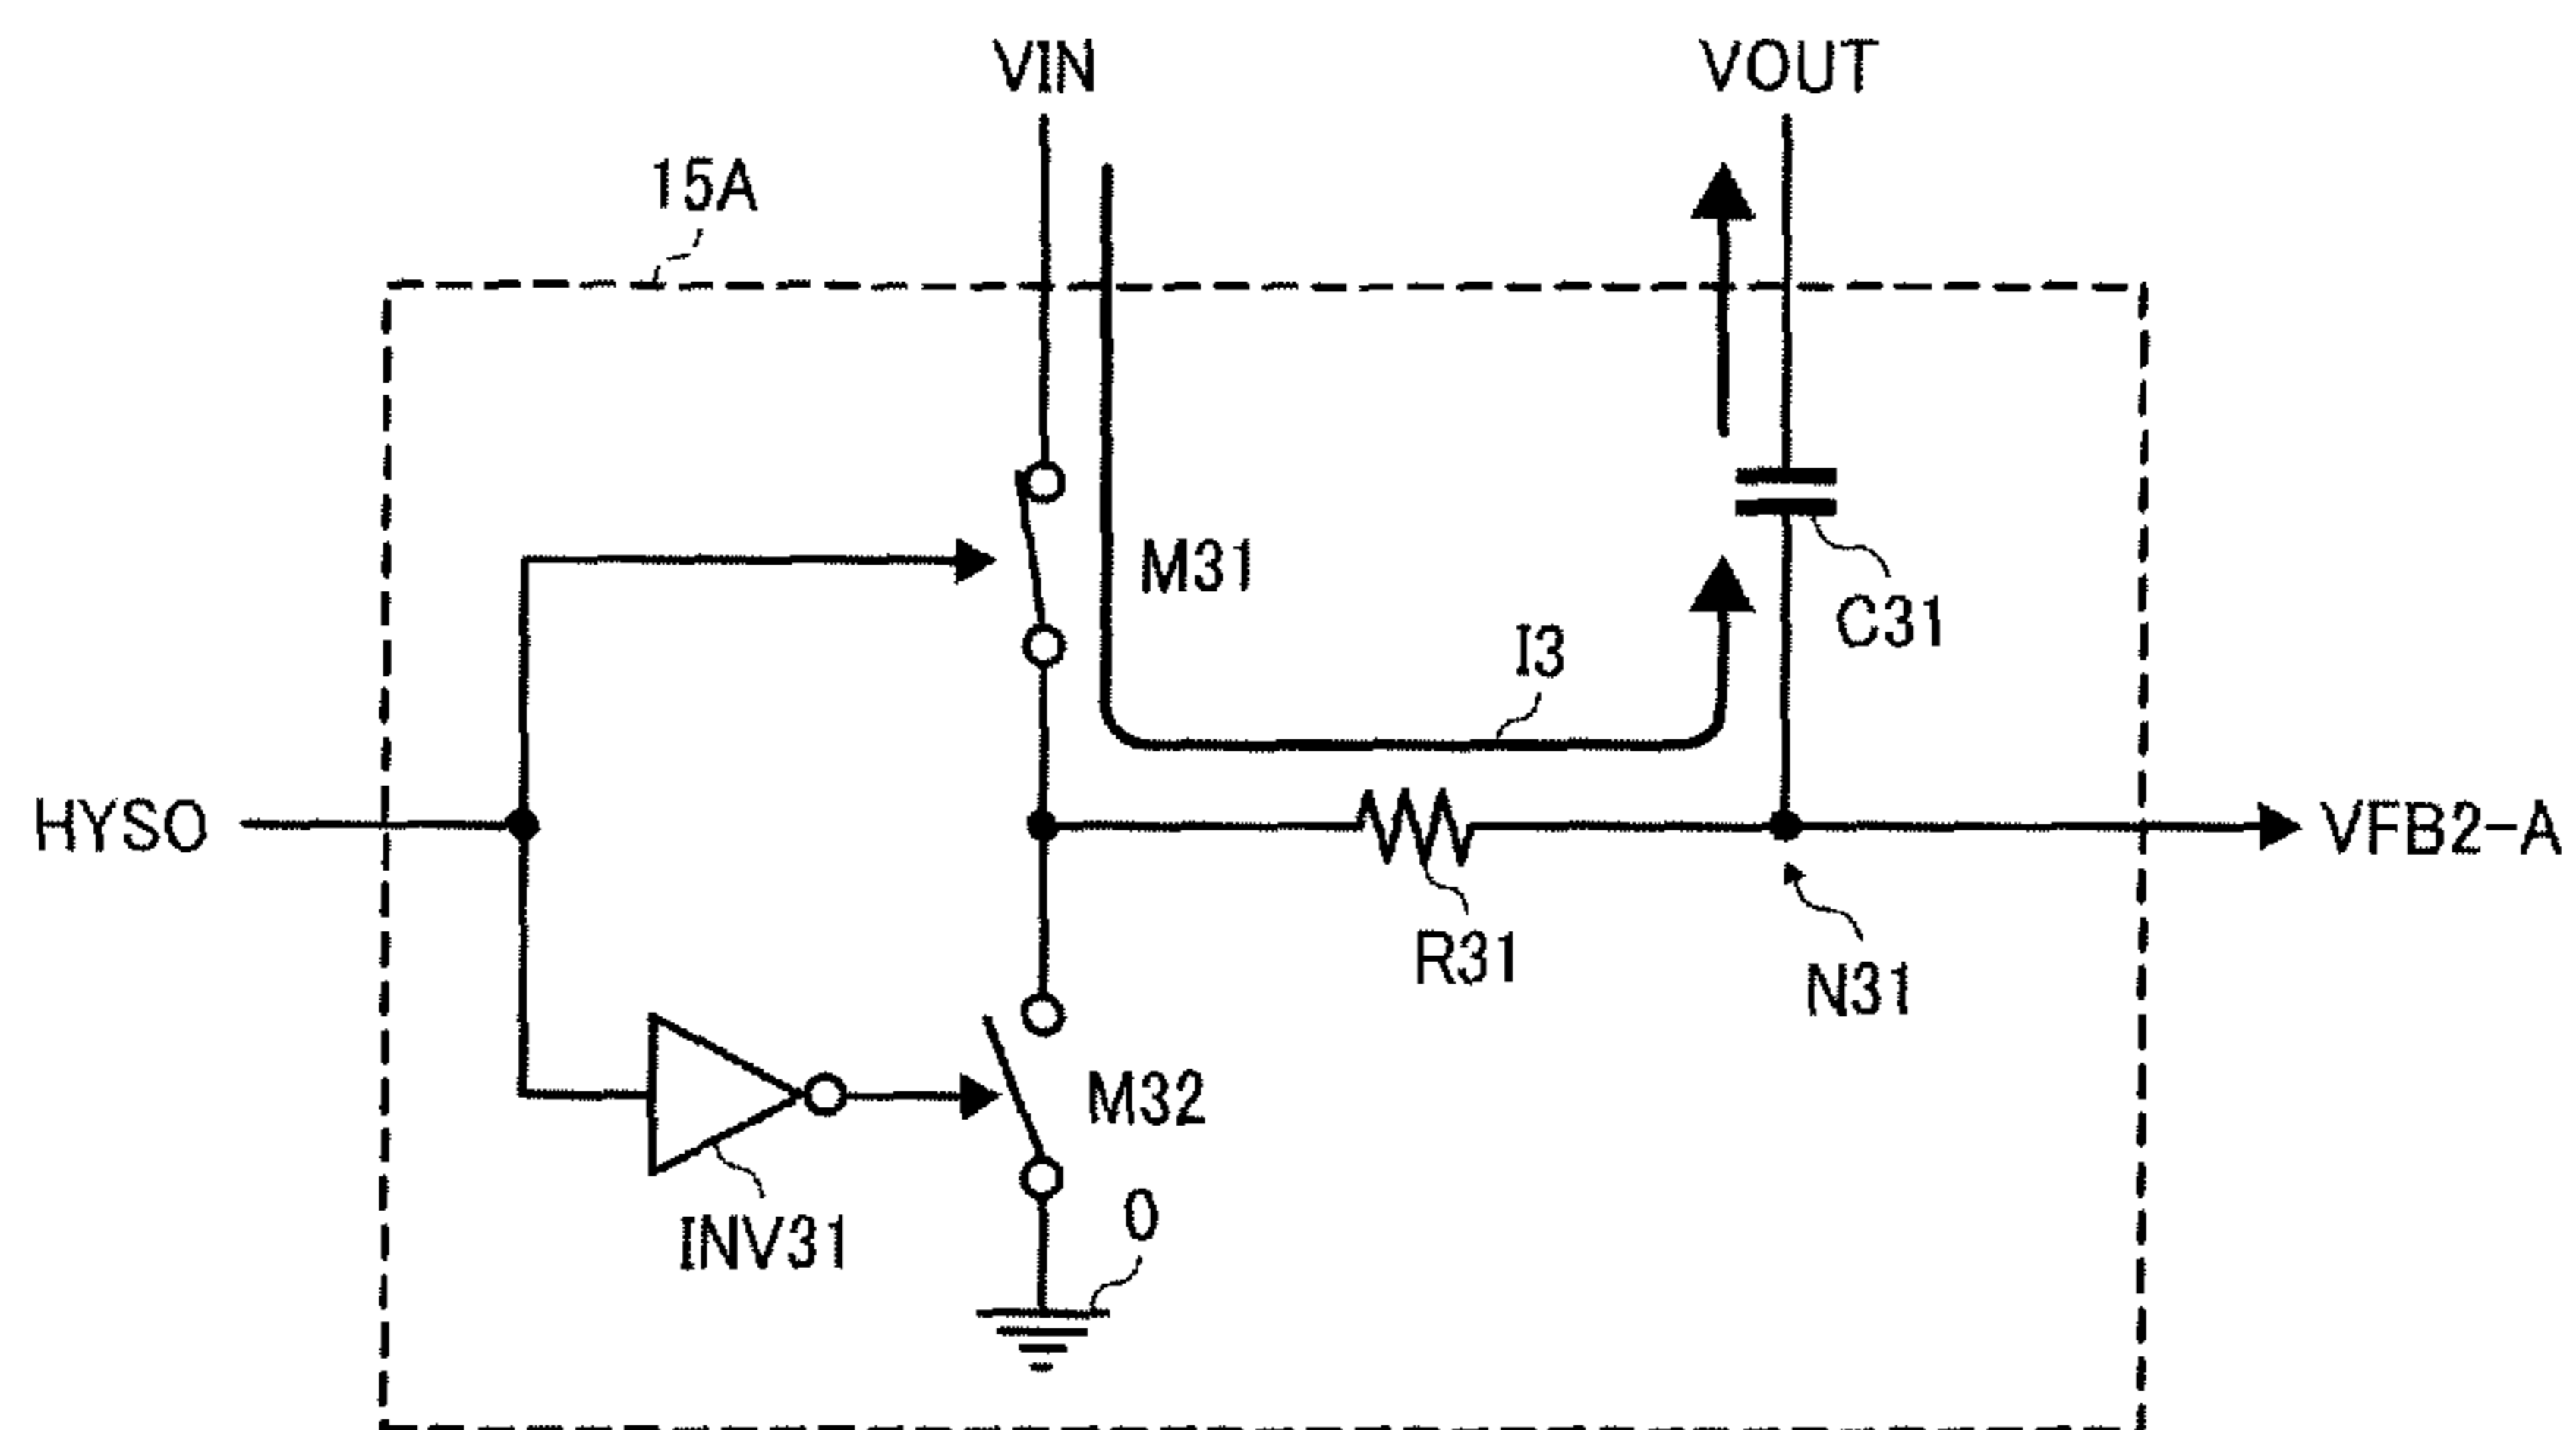 VIN
VOUT
15A
M31
C31
I3
HYSO
VFB2-A
R31
N31
M32
INV31
0